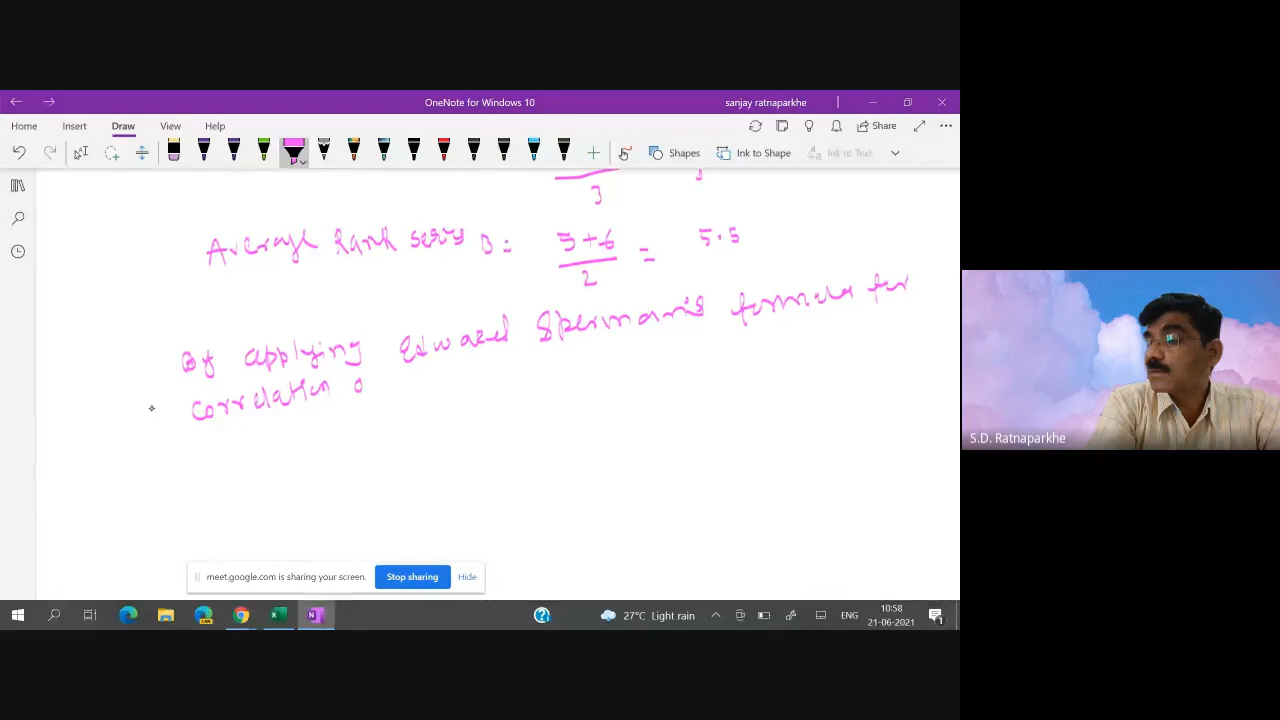 OneNote for Windows 10
sanjay ratnaparkhe
Home Insert Draw View Help
Share
Shapes
Ink to Shape
Ink to Text
3
Average Rank series B = 5+6 / 2 = 5.5
By applying Edward Sperman's formula for
correlation o
S.D. Ratnaparkhe
meet.google.com is sharing your screen.
Stop sharing
Hide
27°C Light rain
ENG
10:58
21-06-2021